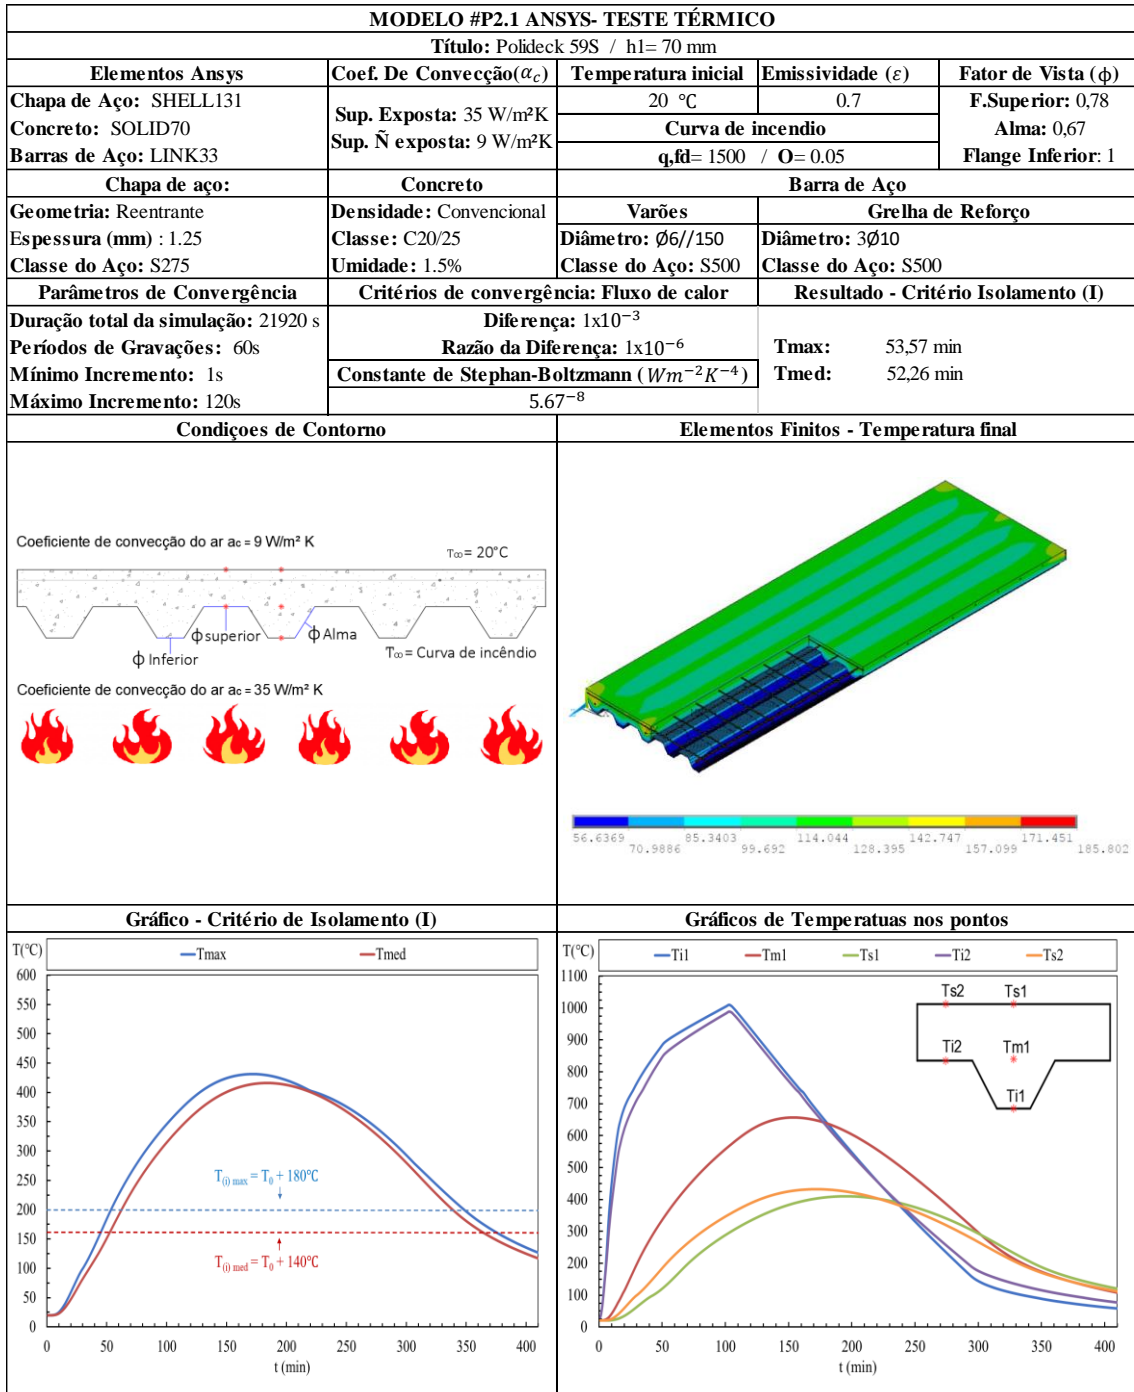 MODELO #P2.1 ANSYS- TESTE TÉRMICO
Título: Polideck 59S / h1= 70 mm
Elementos Ansys
Coef. De Convecção(α_c)
Temperatura inicial
Emissividade (ε)
Fator de Vista (ϕ)
Chapa de Aço: SHELL131
Concreto: SOLID70
Barras de Aço: LINK33
Sup. Exposta: 35 W/m²K
Sup. Ñ exposta: 9 W/m²K
20 °C
0.7
Curva de incendio
q,fd= 1500 / O= 0.05
F.Superior: 0,78
Alma: 0,67
Flange Inferior: 1
Chapa de aço:
Concreto
Barra de Aço
Geometria: Reentrante
Espessura (mm) : 1.25
Classe do Aço: S275
Densidade: Convencional
Classe: C20/25
Umidade: 1.5%
Varões
Diâmetro: Ø6//150
Classe do Aço: S500
Grelha de Reforço
Diâmetro: 3Ø10
Classe do Aço: S500
Parâmetros de Convergência
Critérios de convergência: Fluxo de calor
Resultado - Critério Isolamento (I)
Duração total da simulação: 21920 s
Períodos de Gravações: 60s
Mínimo Incremento: 1s
Máximo Incremento: 120s
Diferença: 1x10⁻³
Razão da Diferença: 1x10⁻⁶
Constante de Stephan-Boltzmann (Wm⁻²K⁻⁴)
5.67⁻⁸
Tmax: 53,57 min
Tmed: 52,26 min
Condiçoes de Contorno
Elementos Finitos - Temperatura final
Coeficiente de convecção do ar ac = 9 W/m² K
T∞= 20°C
ϕ superior
ϕ Alma
ϕ Inferior
T∞= Curva de incêndio
Coeficiente de convecção do ar ac = 35 W/m² K
56.6369 85.3403 114.044 142.747 171.451
70.9886 99.692 128.395 157.099 185.802
Gráfico - Critério de Isolamento (I)
Gráficos de Temperatuas nos pontos
T(°C)
Tmax Tmed
600
550
500
450
400
350
300
250
200
150
100
50
0
T(i) max = T0 + 180°C
T(i) med = T0 + 140°C
0 50 100 150 200 250 300 350 400
t (min)
T(°C)
Ti1 Tm1 Ts1 Ti2 Ts2
1100
1000
900
800
700
600
500
400
300
200
100
0
Ts2 Ts1
Ti2 Tm1
Ti1
0 50 100 150 200 250 300 350 400
t (min)